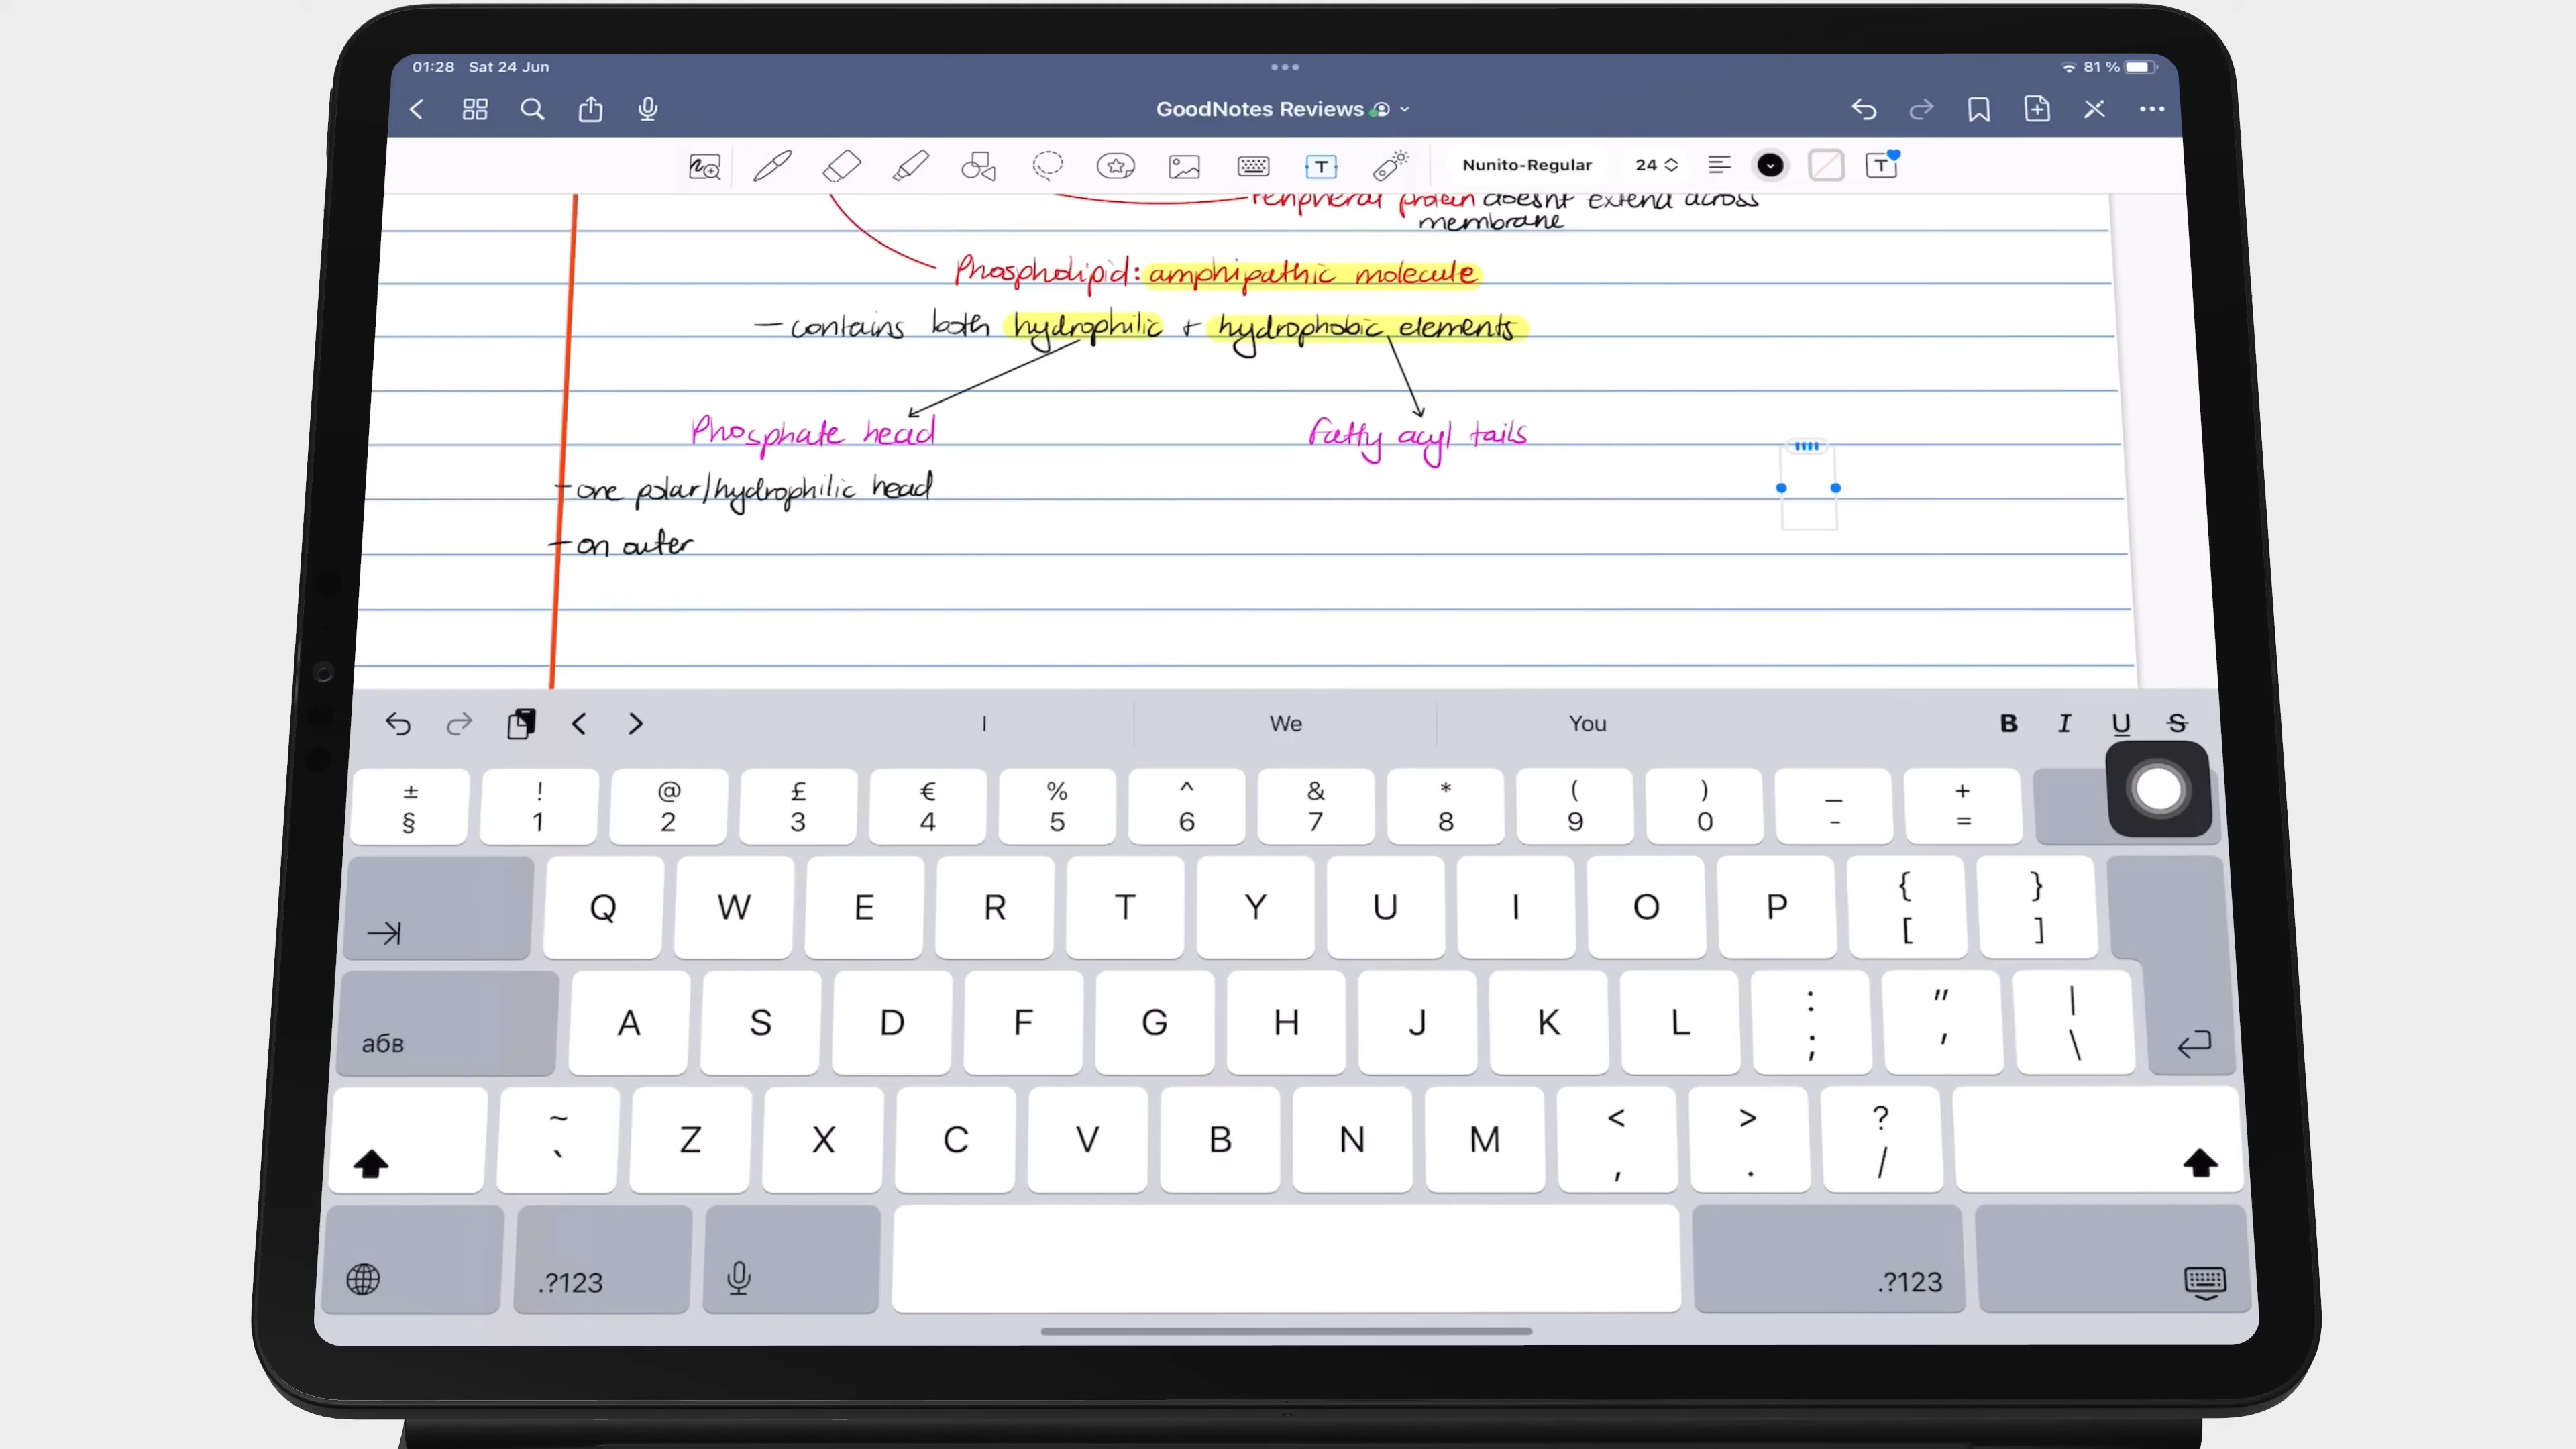 01:28 Sat 24 Jun
81 %
GoodNotes Reviews
T
Nunito-Regular 24
T
Peripheral protein doesnt extend across
membrane
Phospholipid: amphipathic molecule
- contains both hydrophilic + hydrophobic elements
Phosphate head
Fatty acyl tails
- one polar/hydrophilic head
- on outer
I We You B I U S
± ! @ £ € % ^ & * ( ) _ +
§ 1 2 3 4 5 6 7 8 9 0 - =
Q W E R T Y U I O P { }
[ ]
A S D F G H J K L : " |
абв ; ' \
~ Z X C V B N M < > ?
` , . /
.?123 .?123